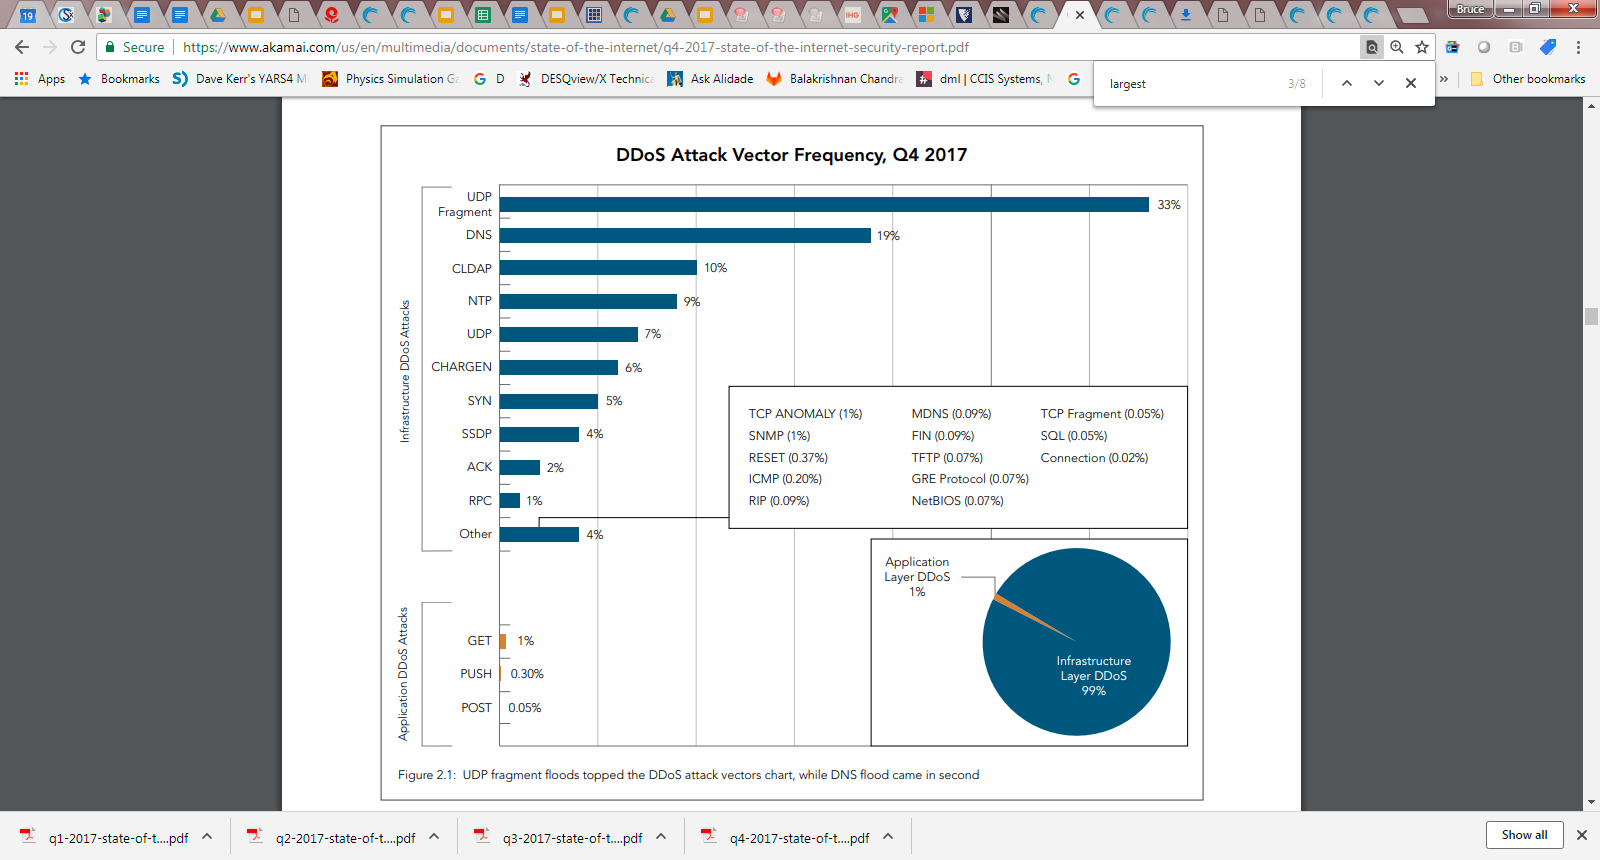 19
IHG
Bruce
Secure
https://www.akamai.com/us/en/multimedia/documents/state-of-the-internet/q4-2017-state-of-the-internet-security-report.pdf
Apps
Bookmarks
Dave Kerr's YARS4 M
Physics Simulation Ga
D
DESQview/X Technica
Ask Alidade
Balakrishnan Chandra
dml | CCIS Systems, N
»
Other bookmarks
largest
3/8
DDoS Attack Vector Frequency, Q4 2017
Infrastructure DDoS Attacks
UDP
Fragment
33%
DNS
19%
CLDAP
10%
NTP
9%
UDP
7%
CHARGEN
6%
SYN
5%
SSDP
4%
ACK
2%
RPC
1%
Other
4%
TCP ANOMALY (1%)
SNMP (1%)
RESET (0.37%)
ICMP (0.20%)
RIP (0.09%)
MDNS (0.09%)
FIN (0.09%)
TFTP (0.07%)
GRE Protocol (0.07%)
NetBIOS (0.07%)
TCP Fragment (0.05%)
SQL (0.05%)
Connection (0.02%)
Application DDoS Attacks
GET
1%
PUSH
0.30%
POST
0.05%
Application
Layer DDoS
1%
Infrastructure
Layer DDoS
99%
Figure 2.1: UDP fragment floods topped the DDoS attack vectors chart, while DNS flood came in second
q1-2017-state-of-t....pdf
q2-2017-state-of-t....pdf
q3-2017-state-of-t....pdf
q4-2017-state-of-t....pdf
Show all